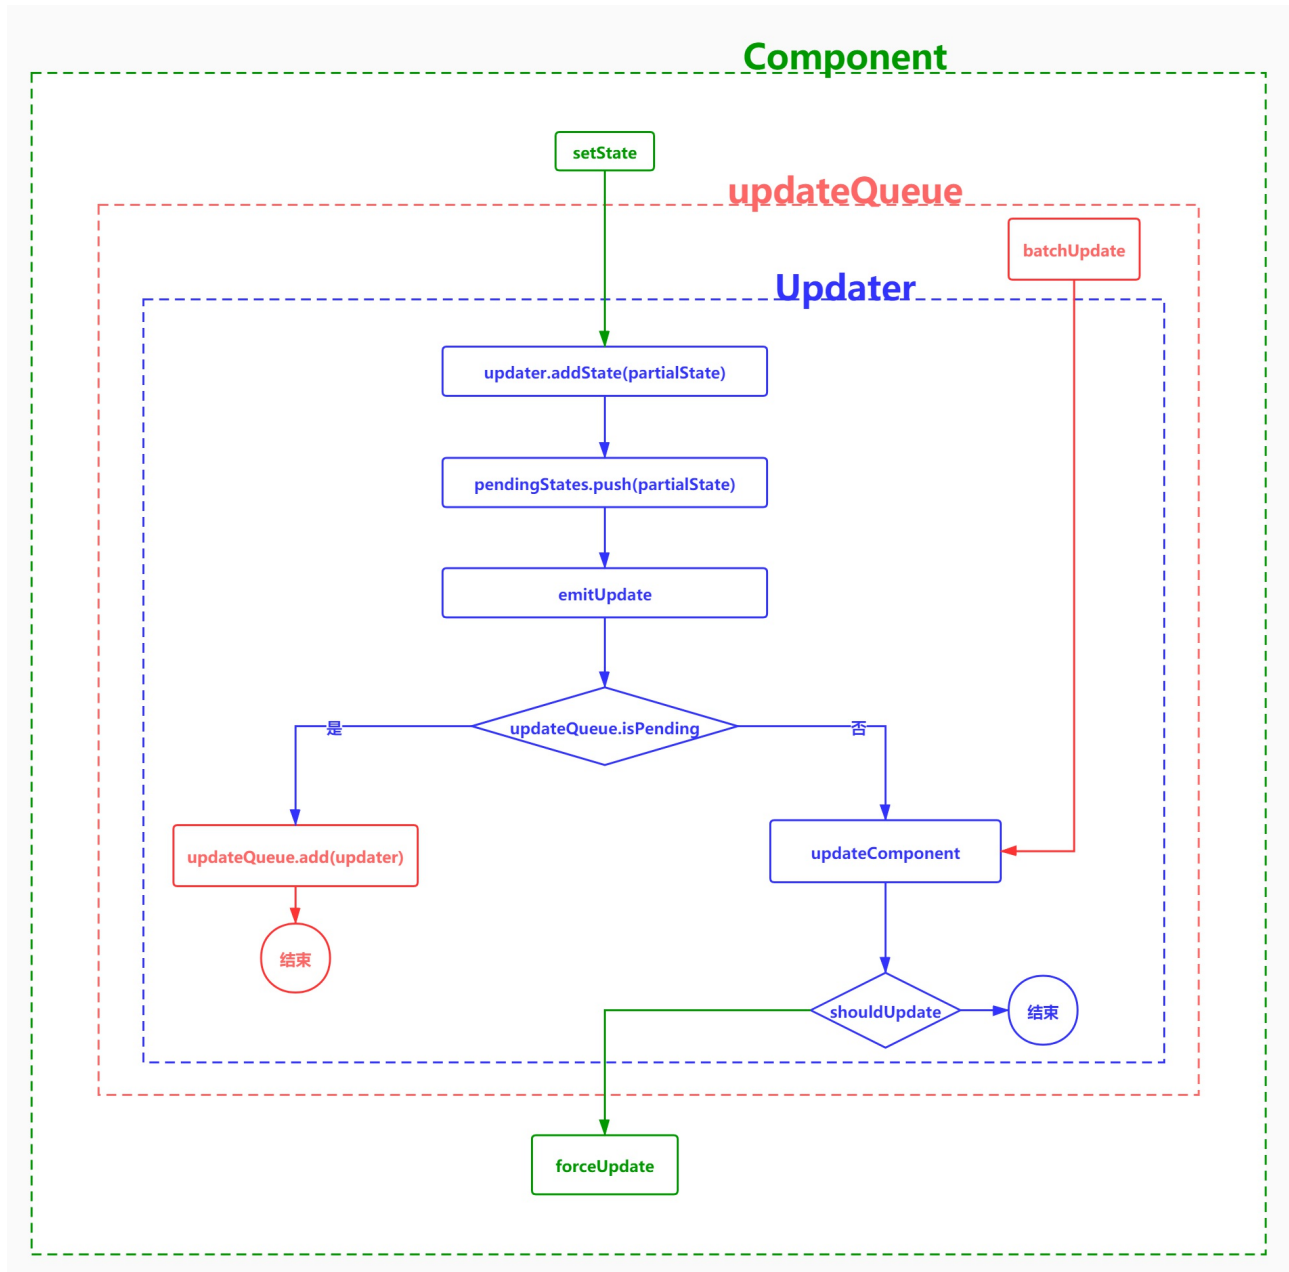 Component
setState
updateQueue
batchUpdate
Updater
updater.addState(partialState)
pendingStates.push(partialState)
emitUpdate
updateQueue.isPending
是
否
updateQueue.add(updater)
updateComponent
结束
shouldUpdate
结束
forceUpdate